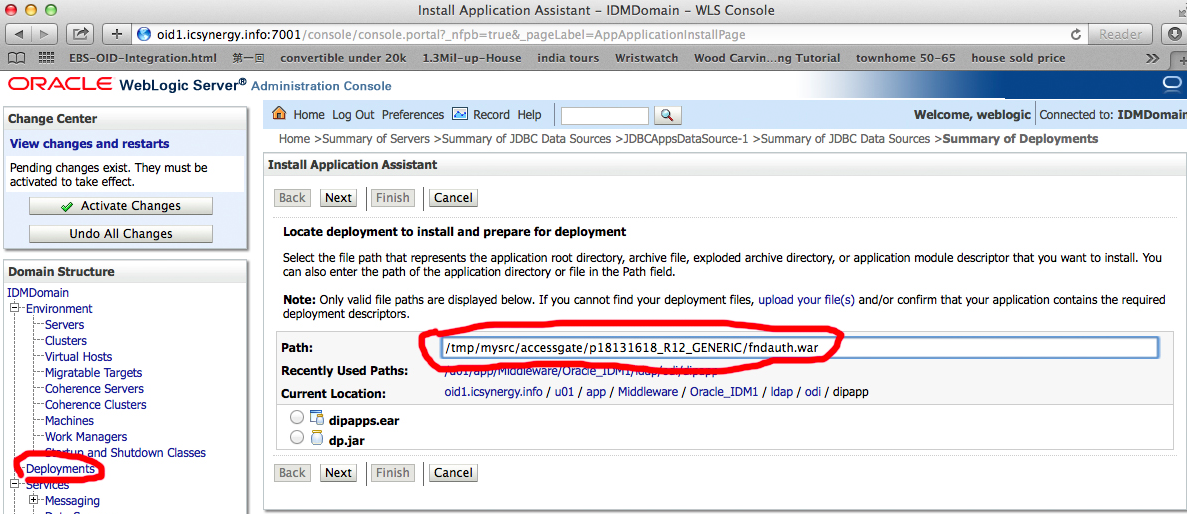 Install Application Assistant – IDMDomain – WLS Console
oid1.icsynergy.info:7001/console/console.portal?_nfpb=true&_pageLabel=AppApplicationInstallPage
Reader
EBS-OID-Integration.html 第一回 convertible under 20k 1.3Mil-up-House india tours Wristwatch Wood Carvin...ng Tutorial townhome 50-65 house sold price
ORACLE WebLogic Server® Administration Console
Change Center
View changes and restarts
Pending changes exist. They must be
activated to take effect.
Activate Changes
Undo All Changes
Domain Structure
IDMDomain
Environment
Servers
Clusters
Virtual Hosts
Migratable Targets
Coherence Servers
Coherence Clusters
Machines
Work Managers
Startup and Shutdown Classes
Deployments
Services
Messaging
Home Log Out Preferences Record Help
Welcome, weblogic Connected to: IDMDomain
Home >Summary of Servers >Summary of JDBC Data Sources >JDBCAppsDataSource-1 >Summary of JDBC Data Sources >Summary of Deployments
Install Application Assistant
Back Next Finish Cancel
Locate deployment to install and prepare for deployment
Select the file path that represents the application root directory, archive file, exploded archive directory, or application module descriptor that you want to install. You
can also enter the path of the application directory or file in the Path field.
Note: Only valid file paths are displayed below. If you cannot find your deployment files, upload your file(s) and/or confirm that your application contains the required
deployment descriptors.
Path: /tmp/mysrc/accessgate/p18131618_R12_GENERIC/fndauth.war
Recently Used Paths: /u01/app/Middleware/Oracle_IDM1/ldap/odi/dipapp
Current Location: oid1.icsynergy.info / u01 / app / Middleware / Oracle_IDM1 / ldap / odi / dipapp
dipapps.ear
dp.jar
Back Next Finish Cancel